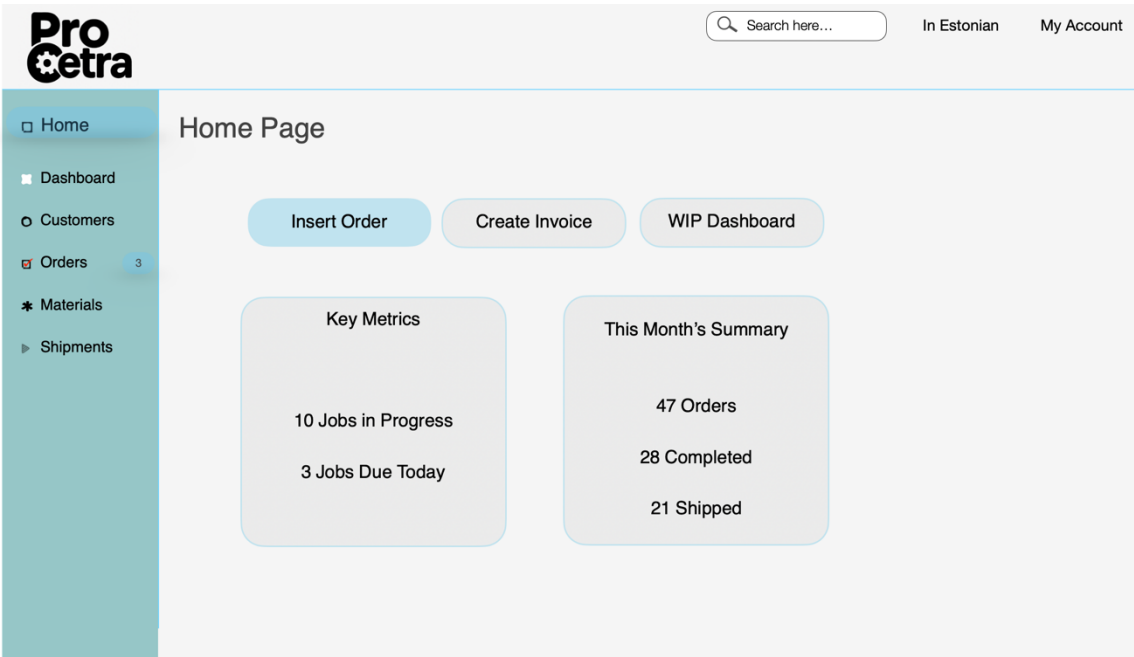 Pro
Cetra
Search here...
In Estonian
My Account
Home
Dashboard
Customers
Orders
3
Materials
Shipments
Home Page
Insert Order
Create Invoice
WIP Dashboard
Key Metrics
10 Jobs in Progress
3 Jobs Due Today
This Month’s Summary
47 Orders
28 Completed
21 Shipped